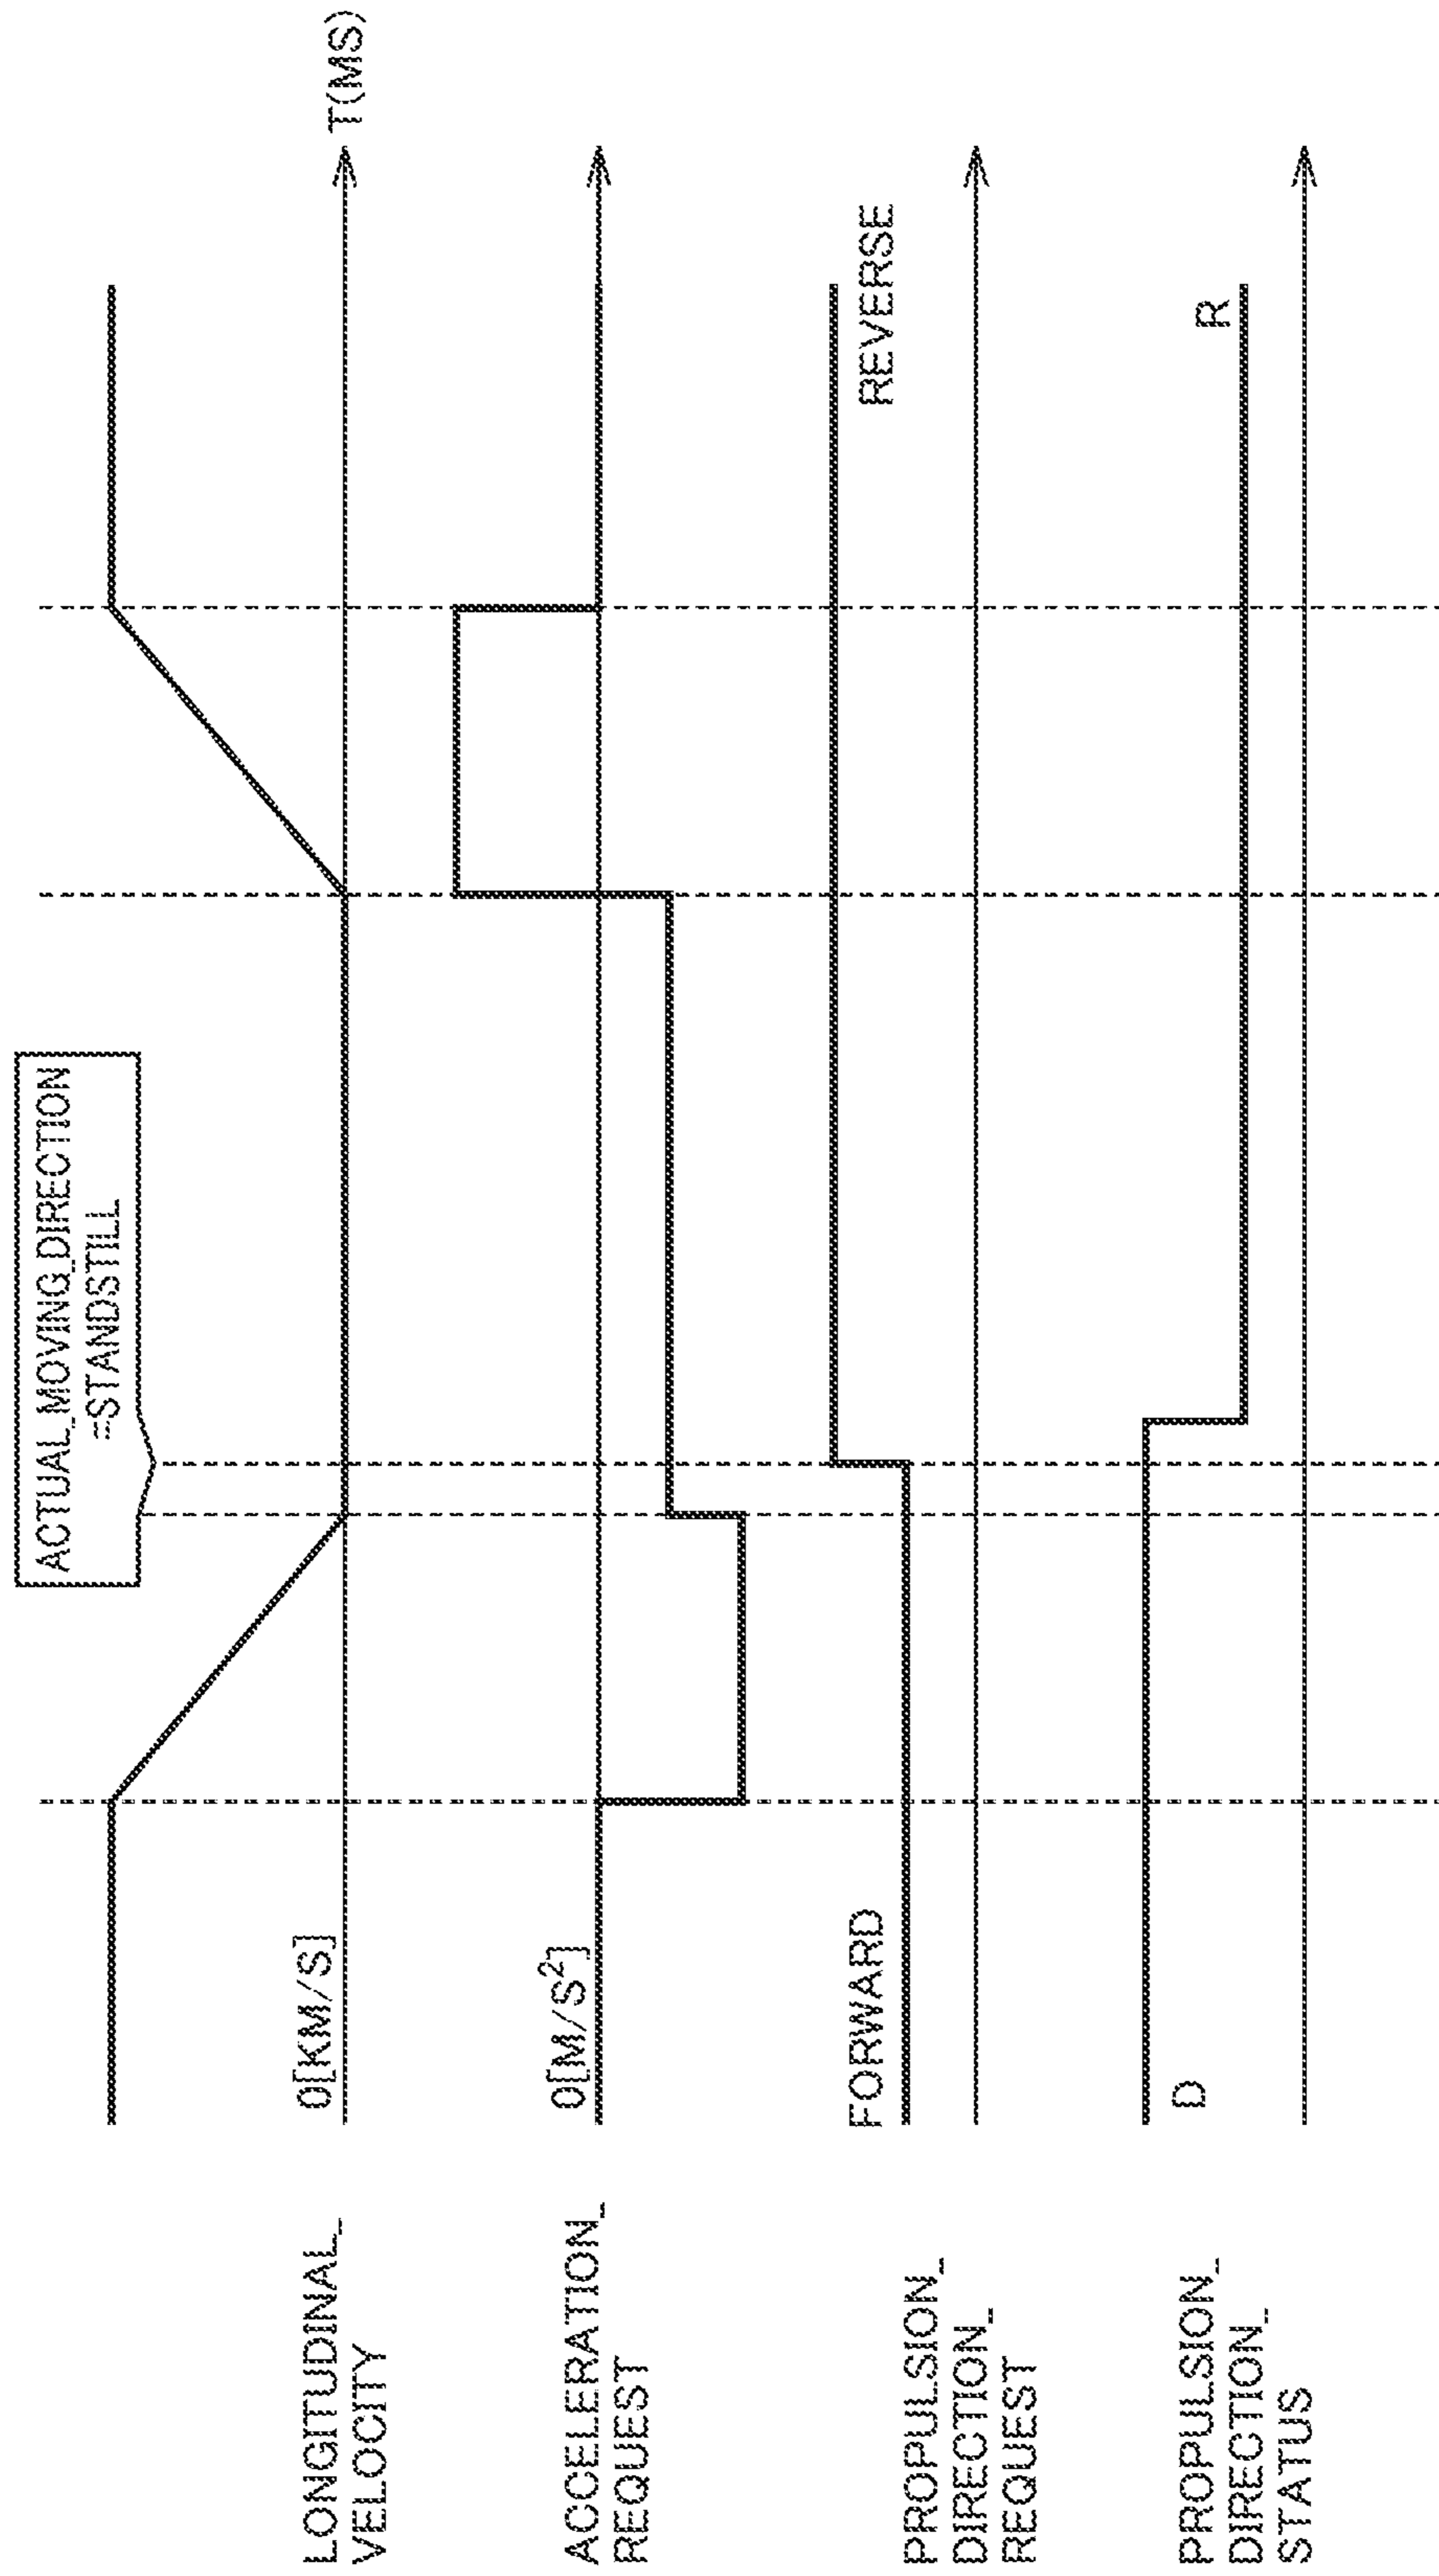 ACTUAL_MOVING_DIRECTION
=STANDSTILL
T(MS)
0[KM/S]
LONGITUDINAL_
VELOCITY
0[M/S2]
ACCELERATION_
REQUEST
FORWARD
REVERSE
PROPULSION_
DIRECTION_
REQUEST
D
R
PROPULSION_
DIRECTION_
STATUS